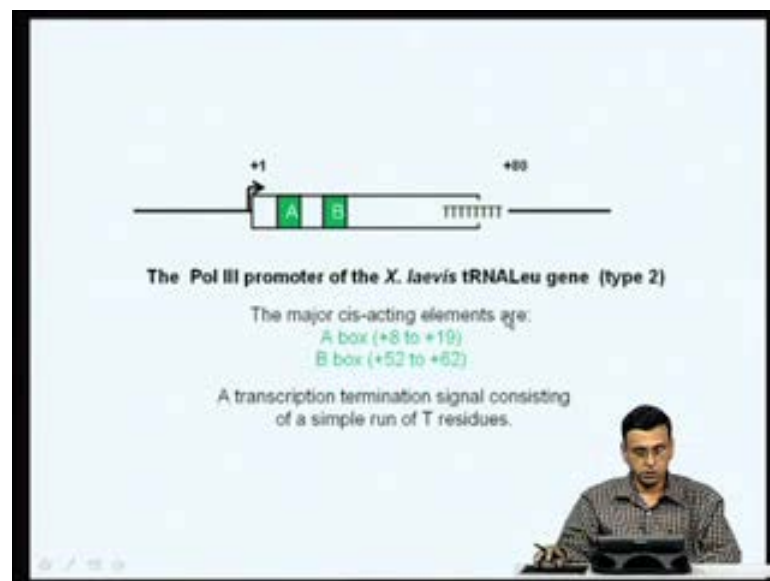 +1 +80
A B TTTTTTTT
The Pol III promoter of the X. laevis tRNALeu gene (type 2)
The major cis-acting elements are:
A box (+8 to +19)
B box (+52 to +62)
A transcription termination signal consisting
of a simple run of T residues.